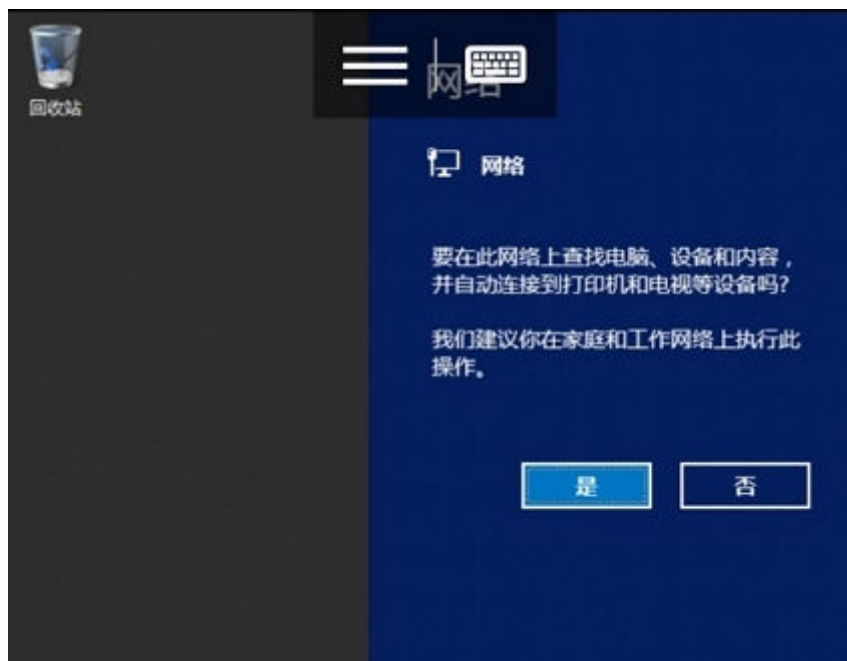 回收站
网络
网络
要在此网络上查找电脑、设备和内容，
并自动连接到打印机和电视等设备吗?
我们建议你在家庭和工作网络上执行此
操作。
是
否